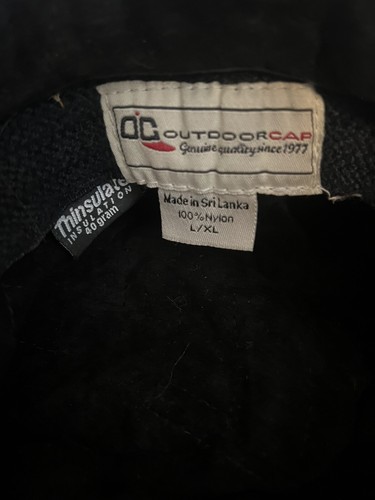 OC OUTDOORCAP
Genuine quality since 1977
Thinsulate
INSULATION
40 gram
Made in Sri Lanka
100% Nylon
L/XL